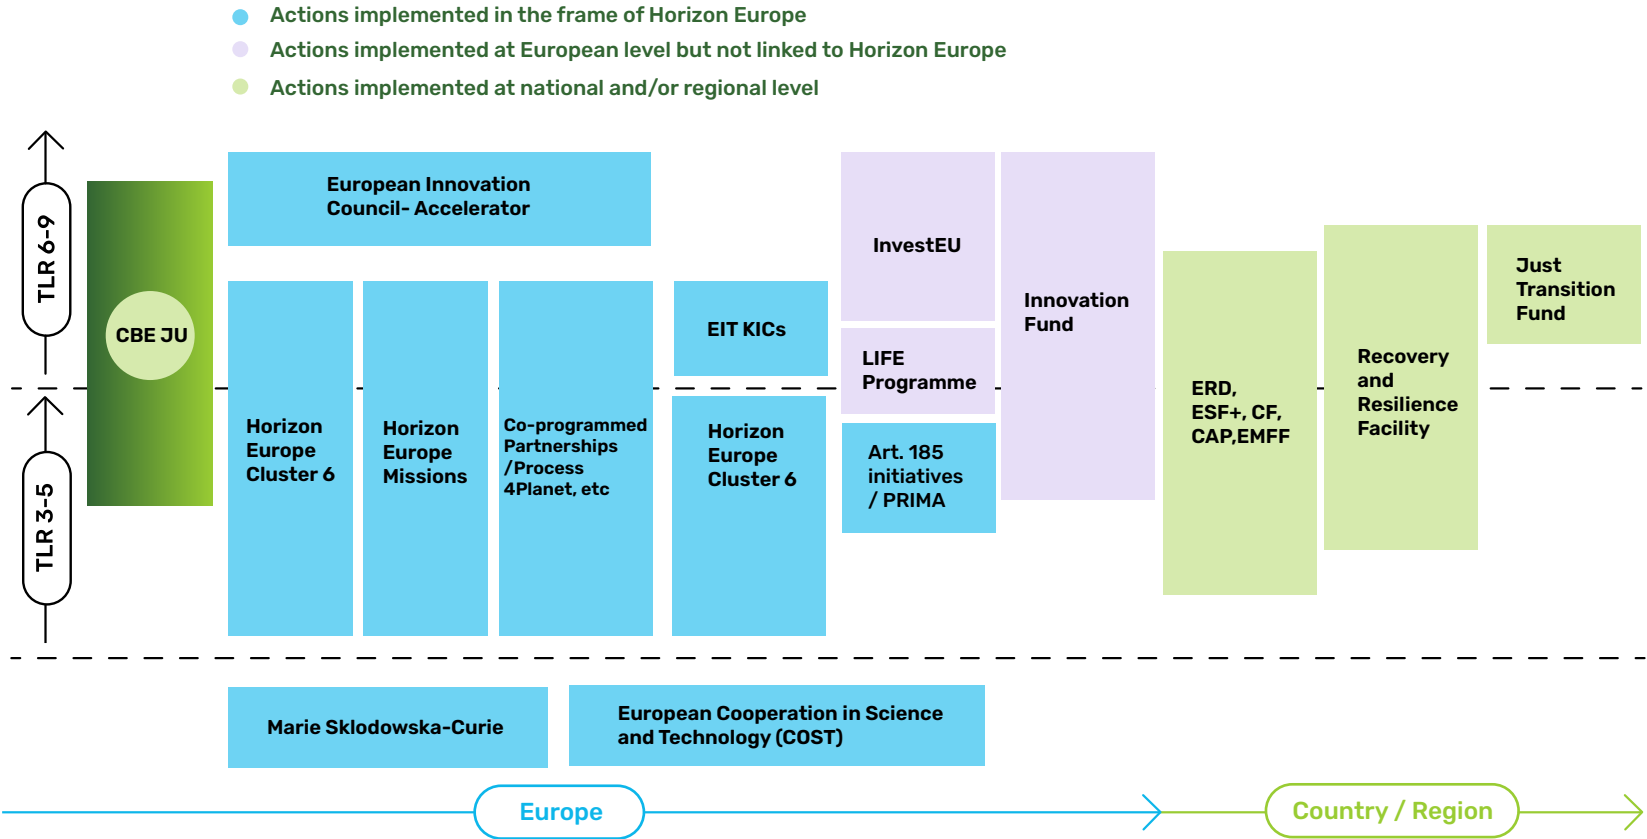 Actions implemented in the frame of Horizon Europe
Actions implemented at European level but not linked to Horizon Europe
Actions implemented at national and/or regional level
TLR 6-9
TLR 3-5
CBE JU
European Innovation
Council- Accelerator
Horizon
Europe
Cluster 6
Horizon
Europe
Missions
Co-programmed
Partnerships
/Process
4Planet, etc
EIT KICs
Horizon
Europe
Cluster 6
InvestEU
LIFE
Programme
Art. 185
initiatives
/ PRIMA
Innovation
Fund
ERD,
ESF+, CF,
CAP,EMFF
Recovery
and
Resilience
Facility
Just
Transition
Fund
Marie Sklodowska-Curie
European Cooperation in Science
and Technology (COST)
Europe
Country / Region